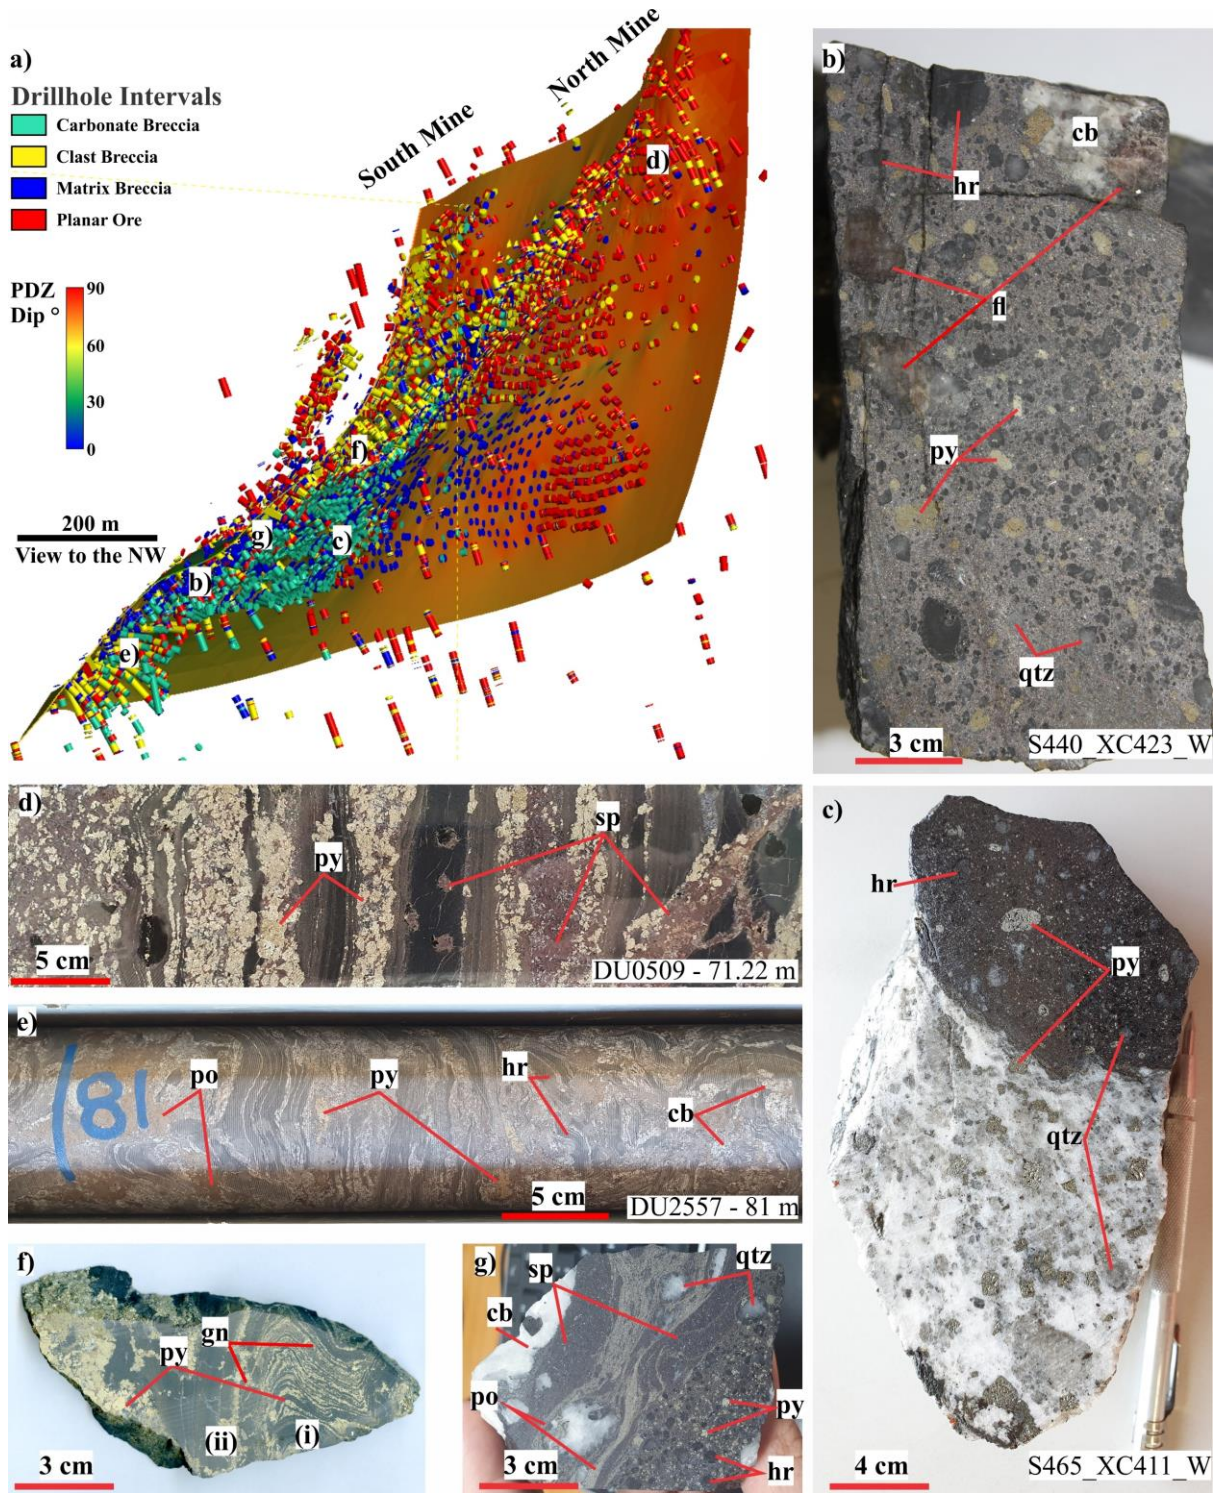 a)
South Mine
North Mine
Drillhole Intervals
Carbonate Breccia
Clast Breccia
Matrix Breccia
Planar Ore
PDZ
Dip °
90
60
30
0
200 m
View to the NW
d)
f)
g)
c)
b)
e)
b)
cb
hr
fl
py
qtz
3 cm
S440_XC423_W
c)
hr
py
qtz
4 cm
S465_XC411_W
d)
py
sp
5 cm
DU0509 - 71.22 m
e)
81
po
py
hr
cb
5 cm
DU2557 - 81 m
f)
gn
py
(ii)
(i)
3 cm
g)
sp
qtz
cb
po
py
hr
3 cm